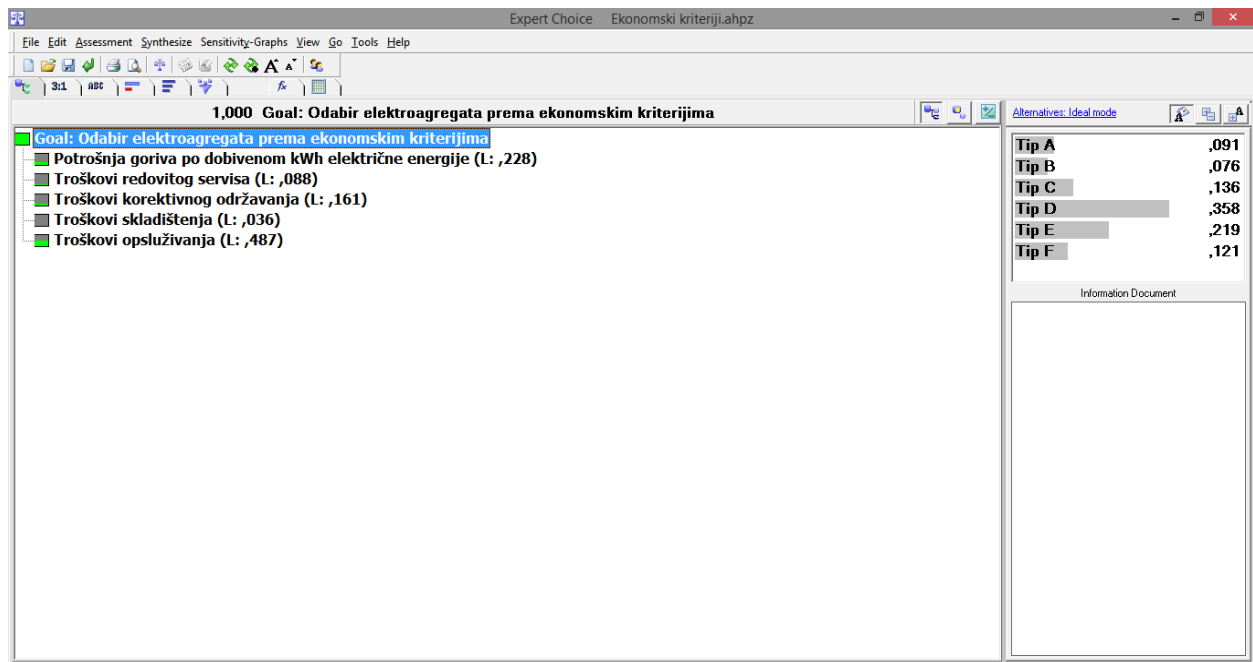 Expert Choice Ekonomski kriteriji.ahpz
File Edit Assessment Synthesize Sensitivity-Graphs View Go Tools Help
3:1 ABC fx
1,000 Goal: Odabir elektroagregata prema ekonomskim kriterijima
Goal: Odabir elektroagregata prema ekonomskim kriterijima
Potrošnja goriva po dobivenom kWh električne energije (L: ,228)
Troškovi redovitog servisa (L: ,088)
Troškovi korektivnog održavanja (L: ,161)
Troškovi skladištenja (L: ,036)
Troškovi opsluživanja (L: ,487)
Alternatives: Ideal mode
Tip A ,091
Tip B ,076
Tip C ,136
Tip D ,358
Tip E ,219
Tip F ,121
Information Document